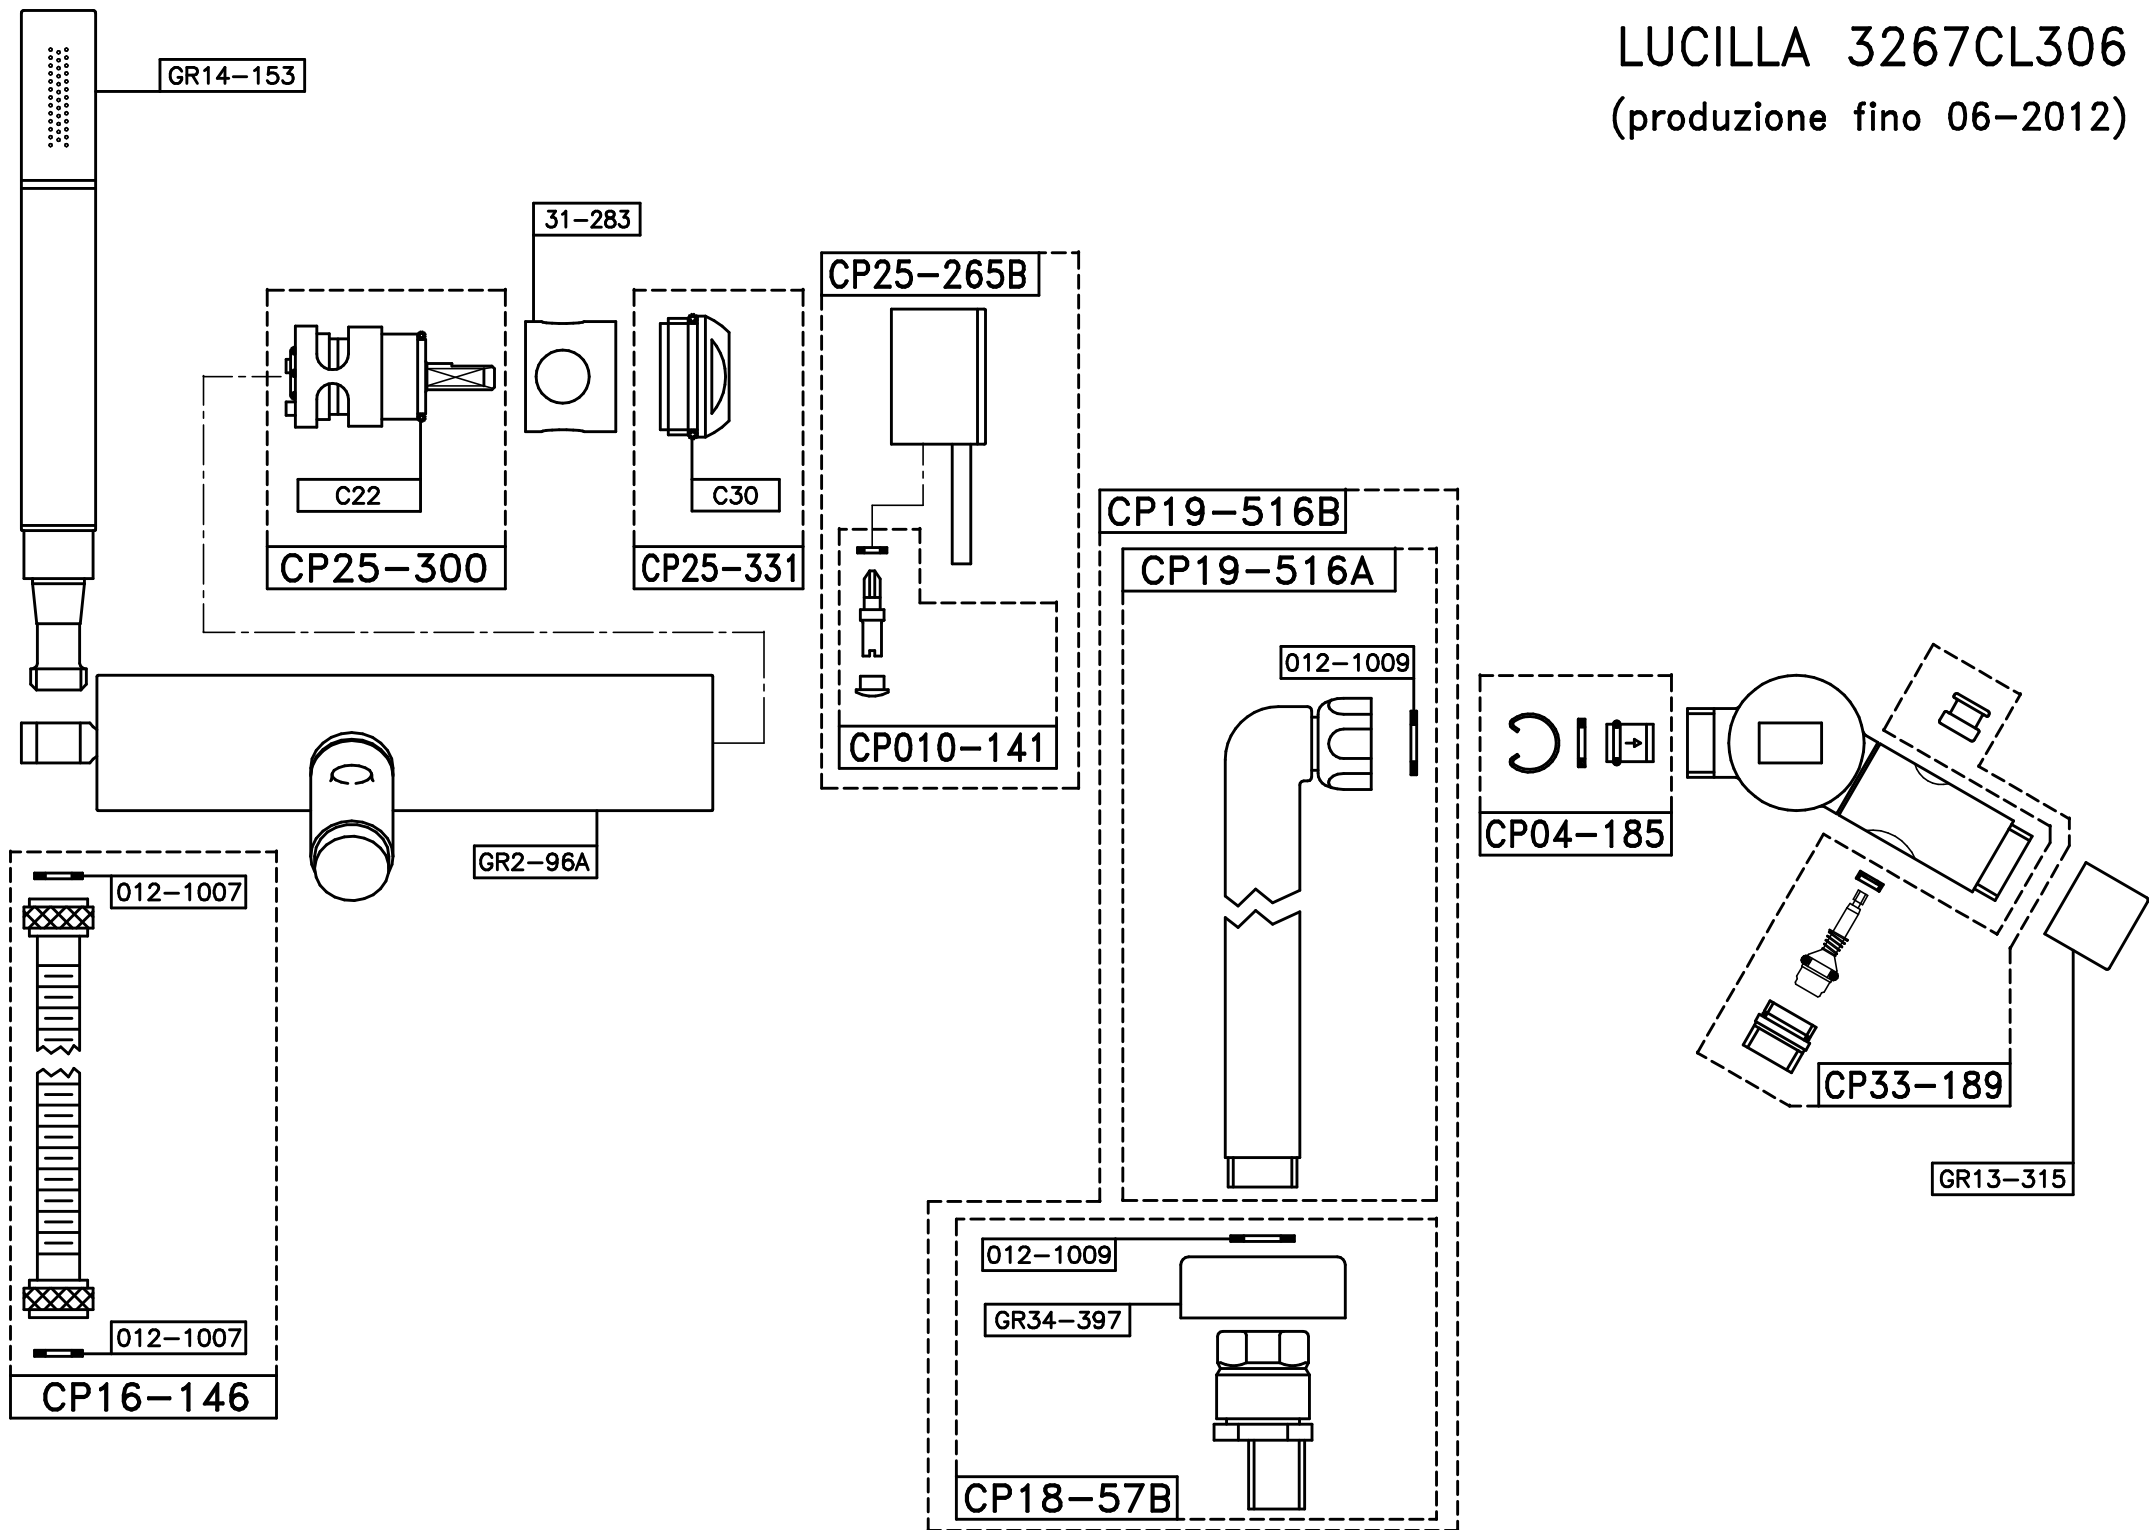 LUCILLA 3267CL306
(produzione fino 06-2012)
GR14-153
31-283
CP25-265B
C22
C30
CP25-300
CP25-331
CP19-516B
CP19-516A
012-1009
CP010-141
CP04-185
GR2-96A
012-1007
CP33-189
GR13-315
012-1009
GR34-397
012-1007
CP16-146
CP18-57B